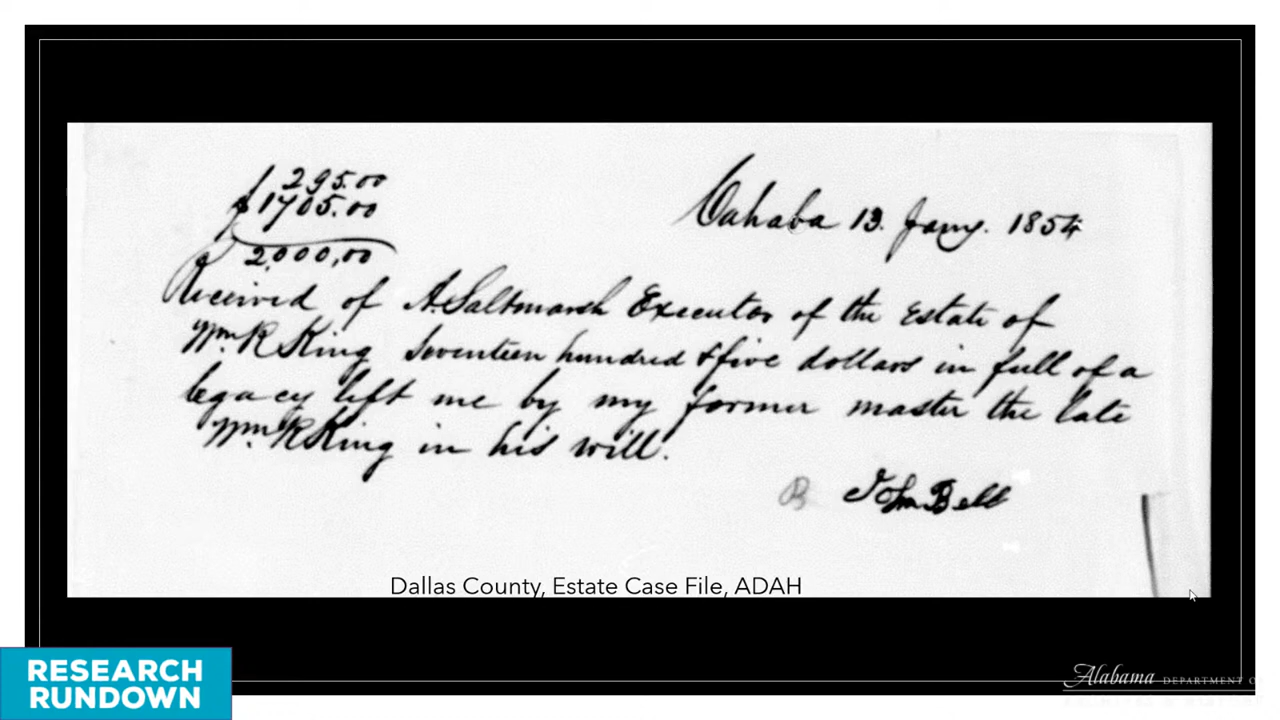 $ 295.00
$ 1705.00
$ 2,000,00
Cahaba 13. Jany. 1854
Received of A. Saltmarsh Executor of the Estate of
Wm. R King Seventeen hundred & five dollars in full of a
legacy left me by my former master the late
Wm. R King in his will.
John Bell
Dallas County, Estate Case File, ADAH
RESEARCH
RUNDOWN
Alabama DEPARTMENT O